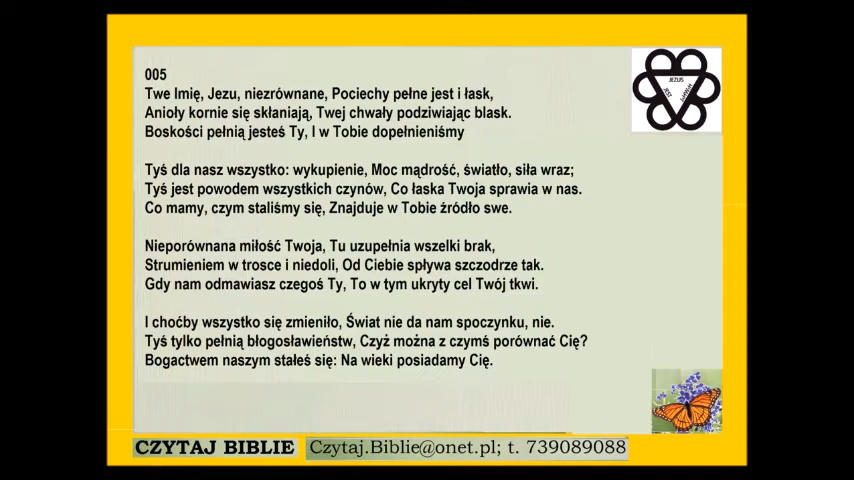 005
Twe Imię, Jezu, niezrównane, Pociechy pełne jest i łask,
Anioły kornie się skłaniają, Twej chwały podziwiając blask.
Boskości pełnią jesteś Ty, I w Tobie dopełnieniśmy
Tyś dla nasz wszystko: wykupienie, Moc mądrość, światło, siła wraz;
Tyś jest powodem wszystkich czynów, Co łaska Twoja sprawia w nas.
Co mamy, czym staliśmy się, Znajduje w Tobie źródło swe.
Nieporównana miłość Twoja, Tu uzupełnia wszelki brak,
Strumieniem w trosce i niedoli, Od Ciebie spływa szczodrze tak.
Gdy nam odmawiasz czegoś Ty, To w tym ukryty cel Twój tkwi.
I choćby wszystko się zmieniło, Świat nie da nam spoczynku, nie.
Tyś tylko pełnią błogosławieństw, Czyż można z czymś porównać Cię?
Bogactwem naszym stałeś się: Na wieki posiadamy Cię.
JEZUS
JEST
CZYTAJ BIBLIE
Czytaj.Biblie@onet.pl; t. 739089088